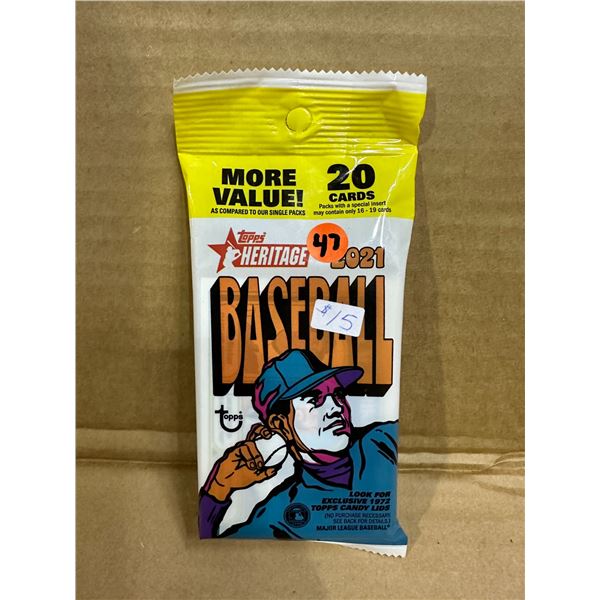 MORE
VALUE!
AS COMPARED TO OUR SINGLE PACKS
20
CARDS
Packs with a special insert
may contain only 16 - 19 cards
47
Topps
HERITAGE 2021
BASEBALL
$15
Topps
LOOK FOR
EXCLUSIVE 1972
TOPPS CANDY LIDS
(NO PURCHASE NECESSARY.
SEE BACK FOR DETAILS.)
MAJOR LEAGUE BASEBALL®